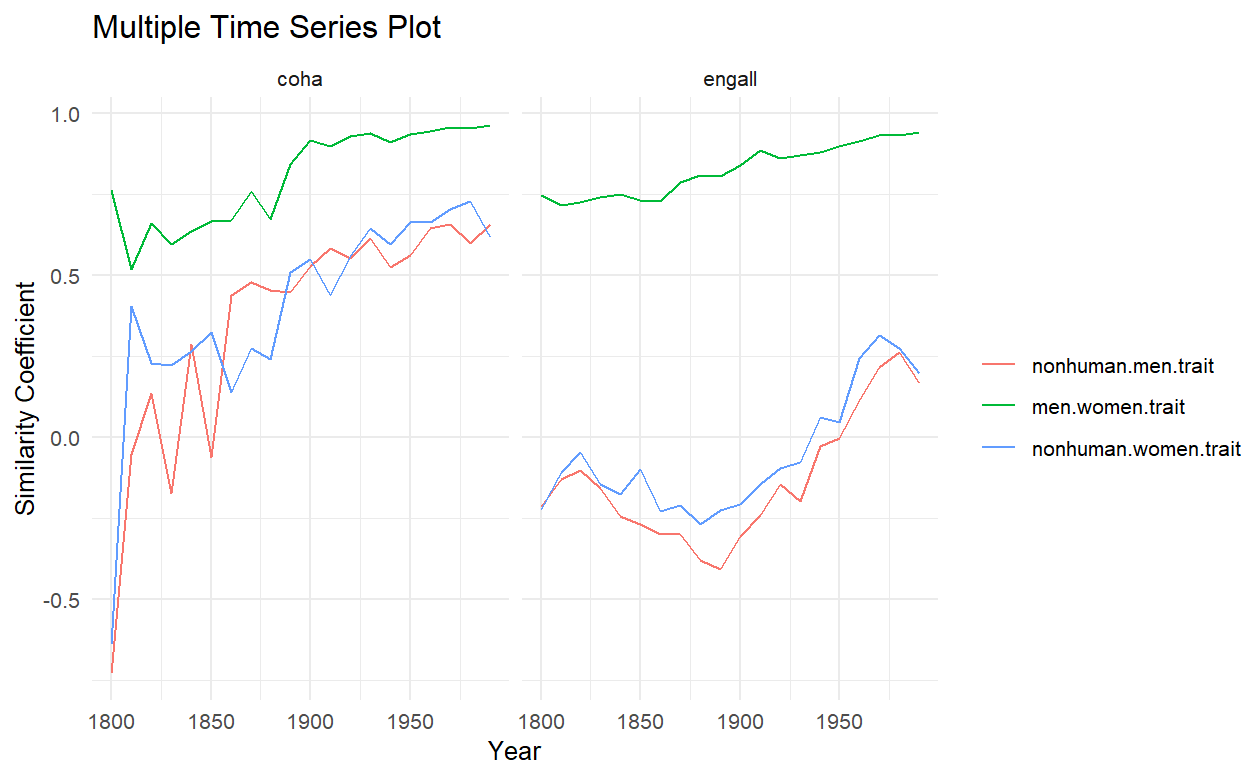 Multiple Time Series Plot
coha
engall
1.0
0.5
0.0
-0.5
Similarity Coefficient
1800 1850 1900 1950
1800 1850 1900 1950
Year
nonhuman.men.trait
men.women.trait
nonhuman.women.trait